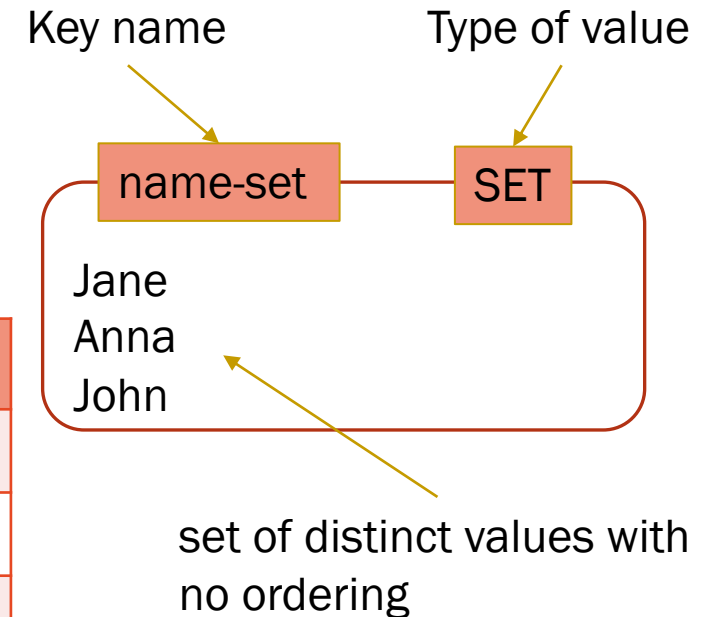 Key name
Type of value
name-set
SET
Jane
Anna
John
set of distinct values with
no ordering